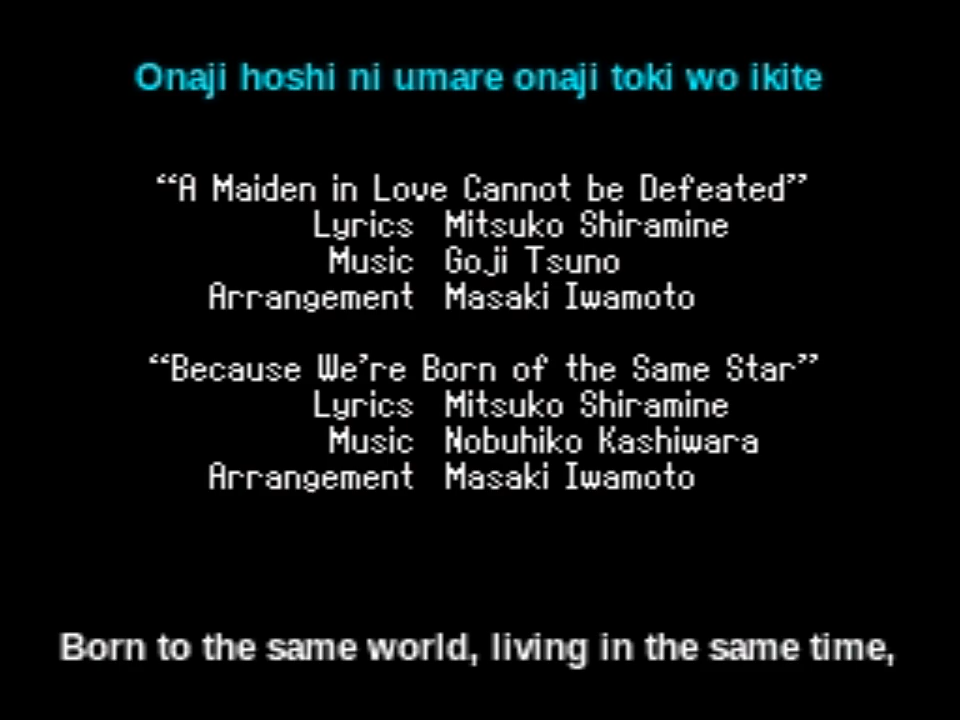 Onaji hoshi ni umare onaji toki wo ikite
“A Maiden in Love Cannot be Defeated”
Lyrics Mitsuko Shiramine
Music Goji Tsuno
Arrangement Masaki Iwamoto
“Because We’re Born of the Same Star”
Lyrics Mitsuko Shiramine
Music Nobuhiko Kashiwara
Arrangement Masaki Iwamoto
Born to the same world, living in the same time,